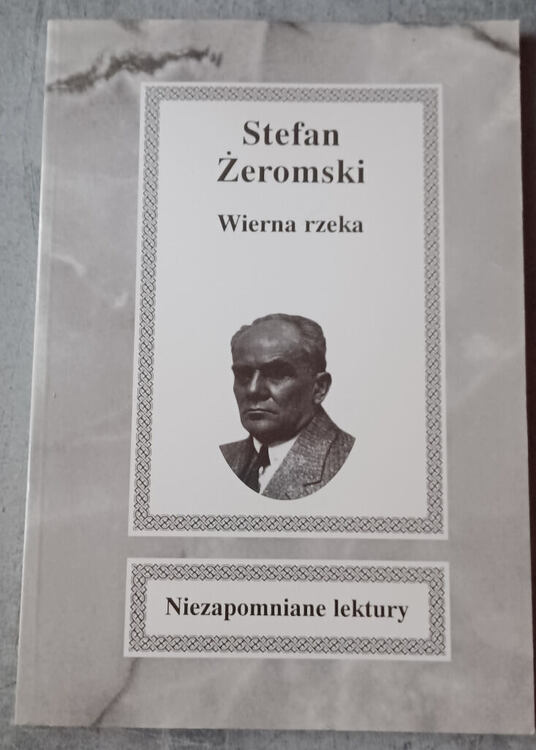 Stefan
Żeromski
Wierna rzeka
Niezapomniane lektury